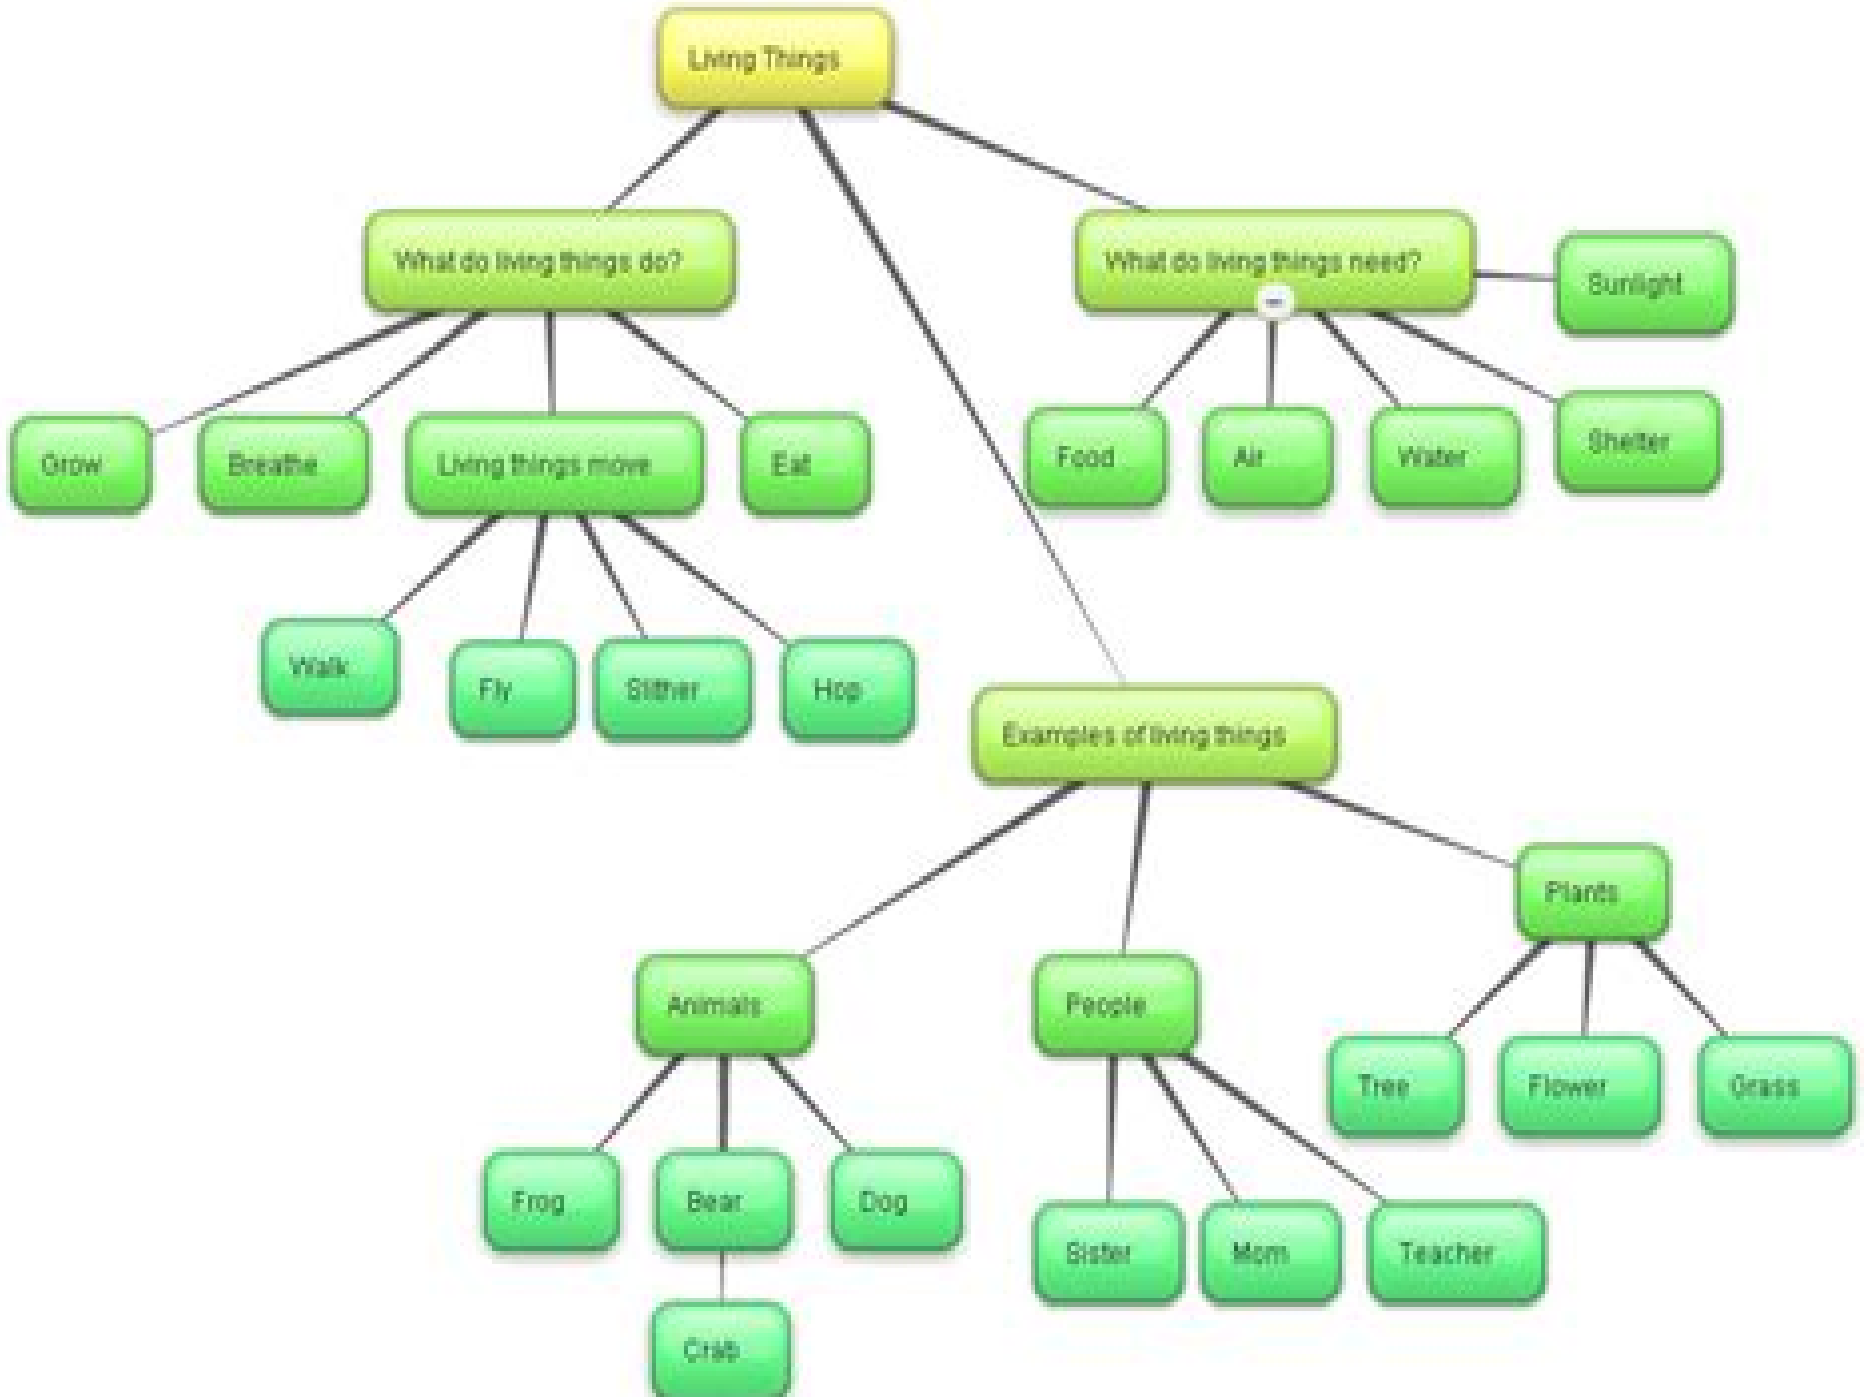 Living Things
What do living things do?
What do living things need?
Sunlight
Grow
Breathe
Living things move
Eat
Food
Air
Water
Shelter
Walk
Fly
Slither
Hop
Examples of living things
Plants
Animals
People
Tree
Flower
Grass
Frog
Bear
Dog
Sister
Mom
Teacher
Crab